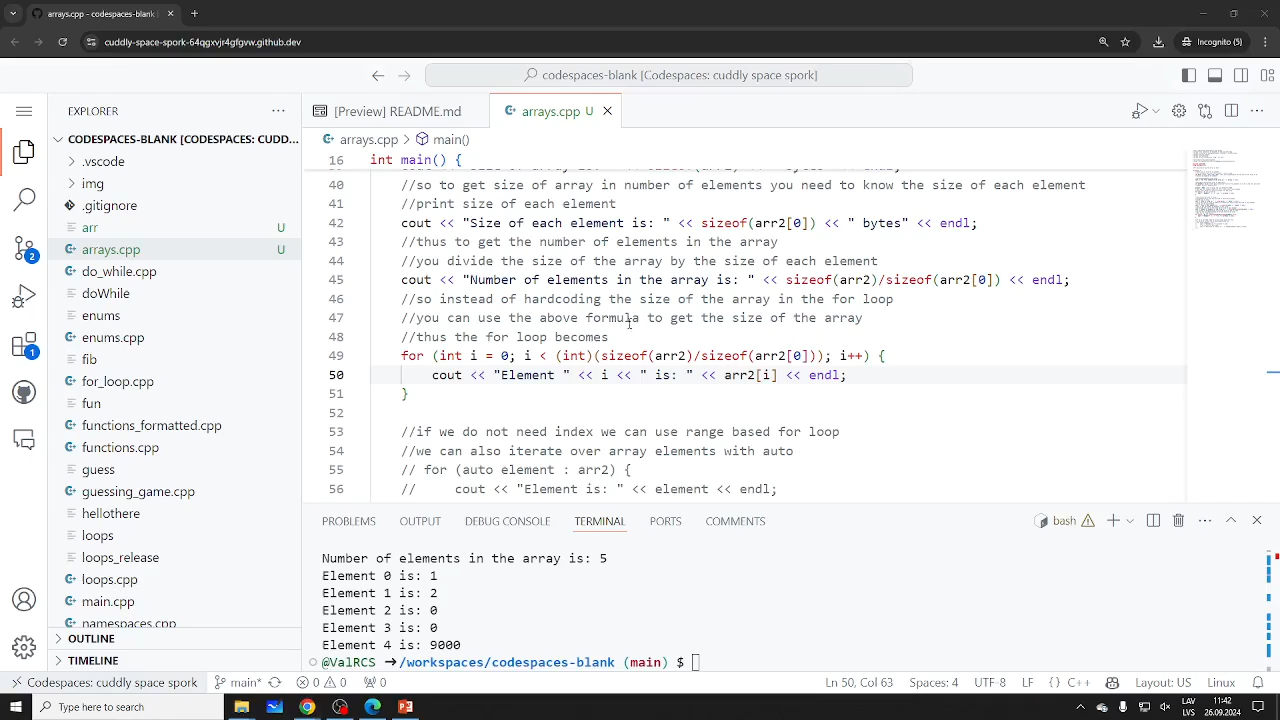 arrays.cpp - codespaces-blank [
cuddly-space-spork-64qgxvjr4gfgvw.github.dev
Incognito (5)
codespaces-blank [Codespaces: cuddly space spork]
EXPLORER
[Preview] README.md
arrays.cpp U
CODESPACES-BLANK [CODESPACES: CUDD...
arrays.cpp > main()
.vscode
img
.gitignore
arr U
arrays.cpp U
do_while.cpp
doWhile
enums
enums.cpp
fib
for_loop.cpp
fun
functions_formatted.cpp
functions.cpp
guess
guessing_game.cpp
hellothere
loops
loops_release
loops.cpp
main.cpp
namespaces.cpp
OUTLINE
TIMELINE
16 int main() {
40 //so to get size of array in number of elements you need to know the size of each element
41 //print size of each element
42 cout << "Size of each element is: " << sizeof(arr2[0]) << " bytes" << endl;
43 //thus to get the number of elements in the array
44 //you divide the size of the array by the size of each element
45 cout << "Number of elements in the array is: " << sizeof(arr2)/sizeof(arr2[0]) << endl;
46 //so instead of hardcoding the size of the array in the for loop
47 //you can use the above formula to get the size of the array
48 //thus the for loop becomes
49 for (int i = 0; i < (int)(sizeof(arr2)/sizeof(arr2[0])); i++) {
50 cout << "Element " << i << " is: " << arr2[i] << endl;
51 }
52
53 //if we do not need index we can use range based for loop
54 //we can also iterate over array elements with auto
55 // for (auto element : arr2) {
56 // cout << "Element is: " << element << endl;
PROBLEMS OUTPUT DEBUG CONSOLE TERMINAL PORTS COMMENTS
bash
Number of elements in the array is: 5
Element 0 is: 1
Element 1 is: 2
Element 2 is: 0
Element 3 is: 0
Element 4 is: 9000
@ValRCS ➜/workspaces/codespaces-blank (main) $
Codespaces: cuddly space spork main* 0 0 0 Ln 50, Col 63 Spaces: 4 UTF-8 LF {} C++ Layout: US Linux
Type here to search
LAV
11:42
26.09.2024